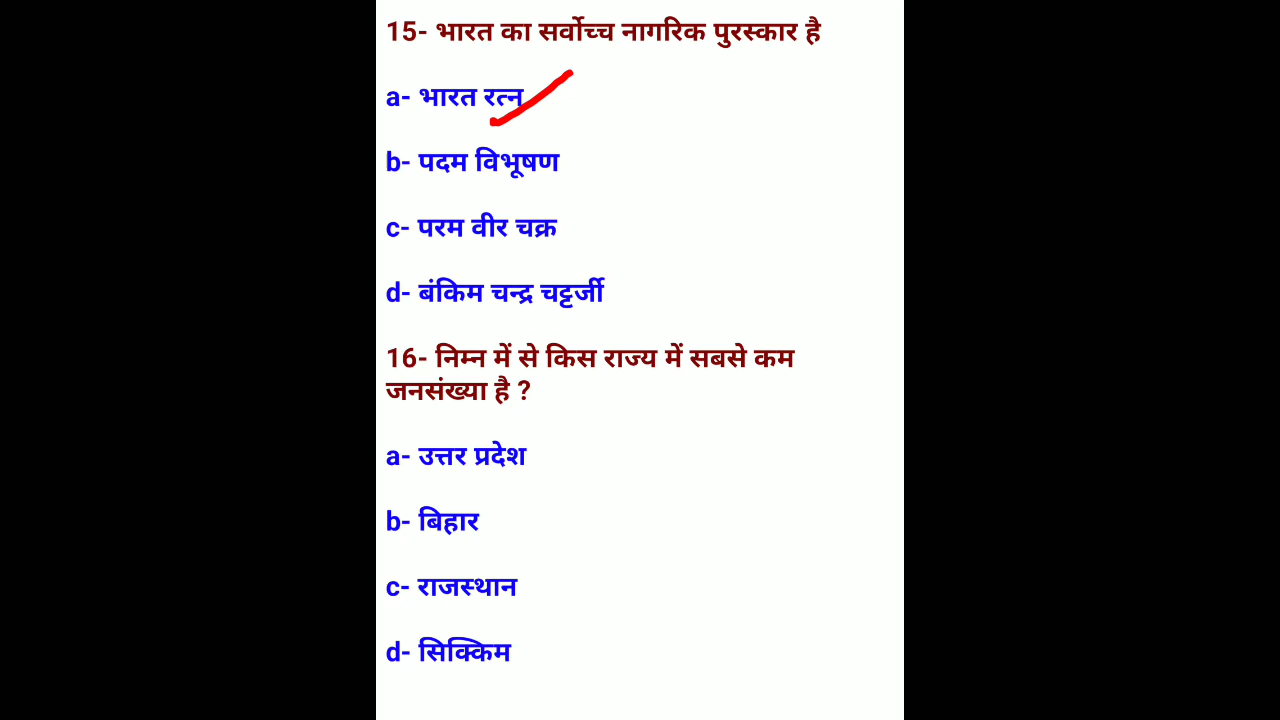 15- भारत का सर्वोच्च नागरिक पुरस्कार है
a- भारत रत्न
b- पदम विभूषण
c- परम वीर चक्र
d- बंकिम चन्द्र चट्टर्जी
16- निम्न में से किस राज्य में सबसे कम
जनसंख्या है ?
a- उत्तर प्रदेश
b- बिहार
c- राजस्थान
d- सिक्किम